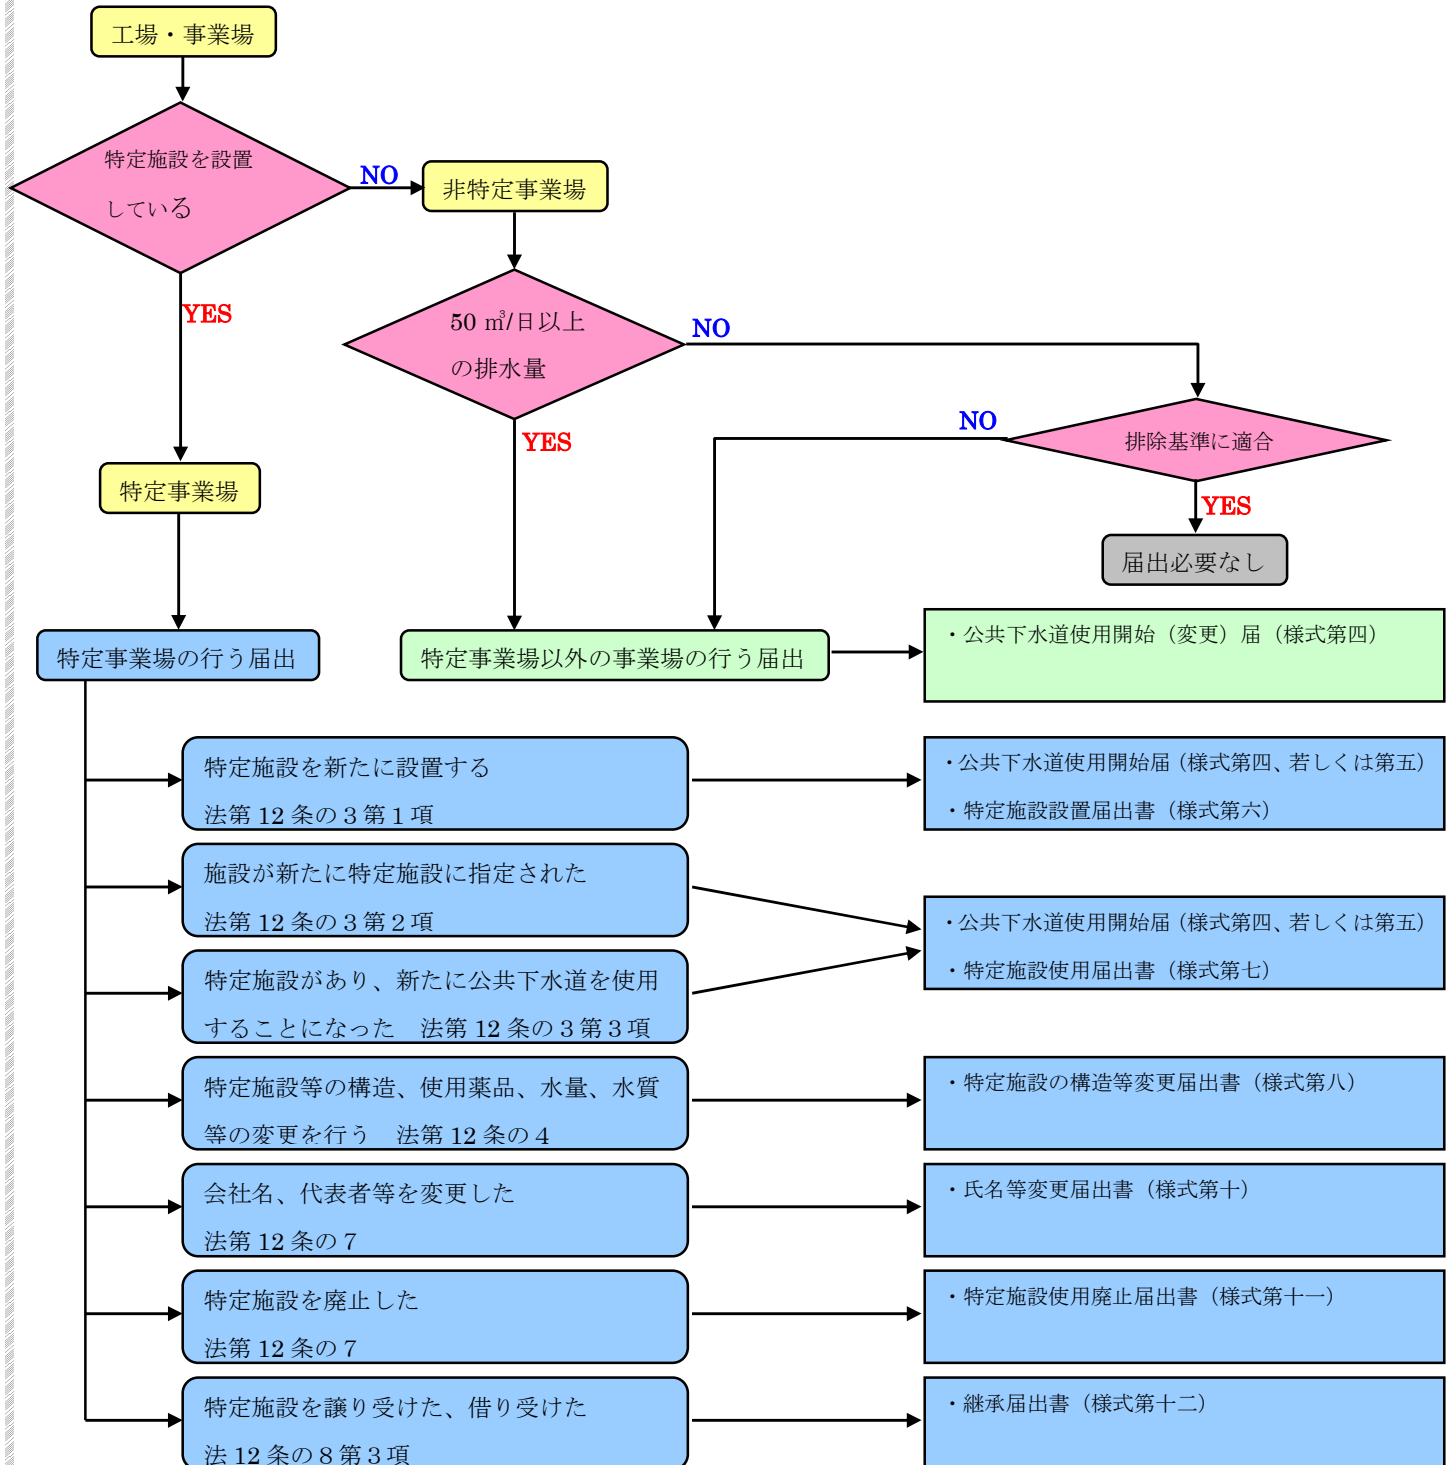 工場・事業場
特定施設を設置
している
NO
非特定事業場
YES
50 ㎥/日以上
の排水量
NO
YES
NO
排除基準に適合
YES
特定事業場
届出必要なし
特定事業場の行う届出
特定事業場以外の事業場の行う届出
・公共下水道使用開始（変更）届（様式第四）
特定施設を新たに設置する
法第 12 条の３第１項
・公共下水道使用開始届（様式第四、若しくは第五）
・特定施設設置届出書（様式第六）
施設が新たに特定施設に指定された
法第 12 条の３第２項
・公共下水道使用開始届（様式第四、若しくは第五）
・特定施設使用届出書（様式第七）
特定施設があり、新たに公共下水道を使用
することになった　法第 12 条の３第３項
特定施設等の構造、使用薬品、水量、水質
等の変更を行う　法第 12 条の４
・特定施設の構造等変更届出書（様式第八）
会社名、代表者等を変更した
法第 12 条の７
・氏名等変更届出書（様式第十）
特定施設を廃止した
法第 12 条の７
・特定施設使用廃止届出書（様式第十一）
特定施設を譲り受けた、借り受けた
法 12 条の８第３項
・継承届出書（様式第十二）